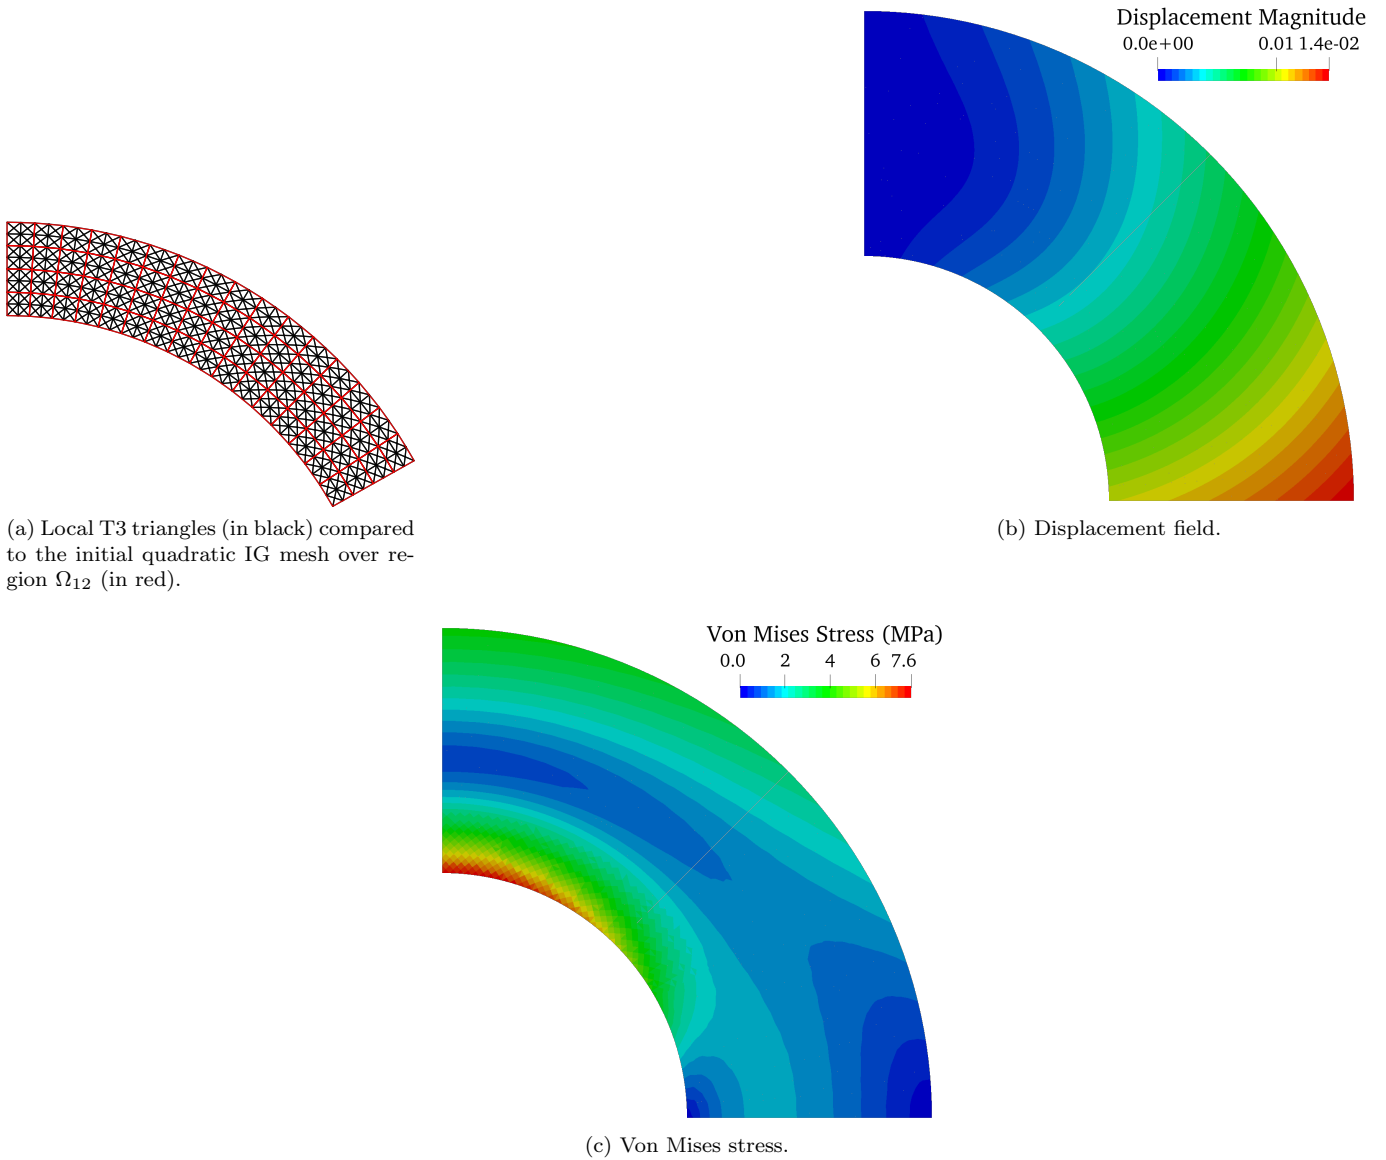 Displacement Magnitude
0.0e+00 0.01 1.4e-02
(a) Local T3 triangles (in black) compared
to the initial quadratic IG mesh over re-
gion Ω₁₂ (in red).
(b) Displacement field.
Von Mises Stress (MPa)
0.0 2 4 6 7.6
(c) Von Mises stress.